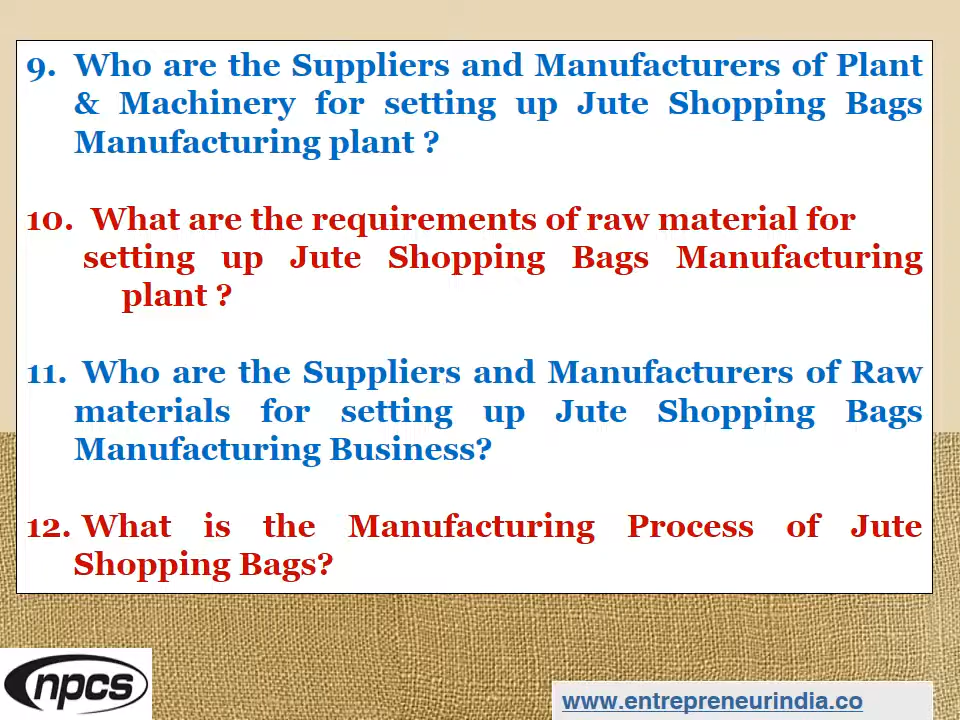 9. Who are the Suppliers and Manufacturers of Plant
& Machinery for setting up Jute Shopping Bags
Manufacturing plant ?
10. What are the requirements of raw material for
setting up Jute Shopping Bags Manufacturing
plant ?
11. Who are the Suppliers and Manufacturers of Raw
materials for setting up Jute Shopping Bags
Manufacturing Business?
12. What is the Manufacturing Process of Jute
Shopping Bags?
npcs
www.entrepreneurindia.co